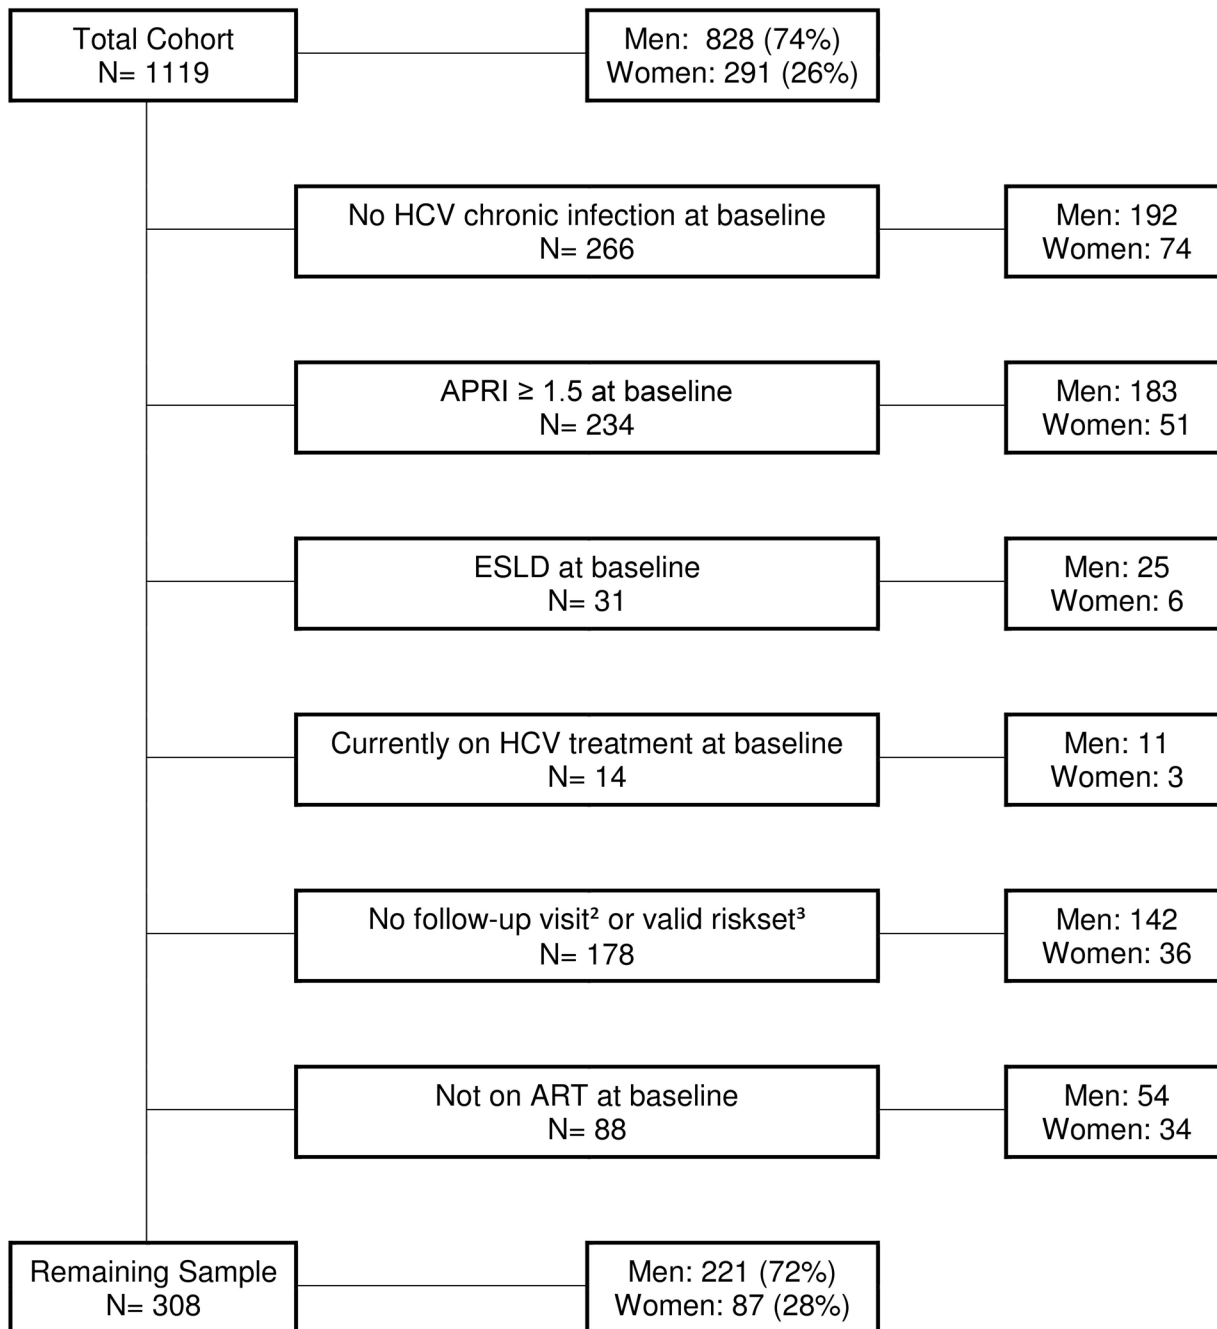 Total Cohort
N= 1119
Men:  828 (74%)
Women: 291 (26%)
No HCV chronic infection at baseline
N= 266
Men: 192
Women: 74
APRI ≥ 1.5 at baseline
N= 234
Men: 183
Women: 51
ESLD at baseline
N= 31
Men: 25
Women: 6
Currently on HCV treatment at baseline
N= 14
Men: 11
Women: 3
No follow-up visit² or valid riskset³
N= 178
Men: 142
Women: 36
Not on ART at baseline
N= 88
Men: 54
Women: 34
Remaining Sample
N= 308
Men: 221 (72%)
Women: 87 (28%)